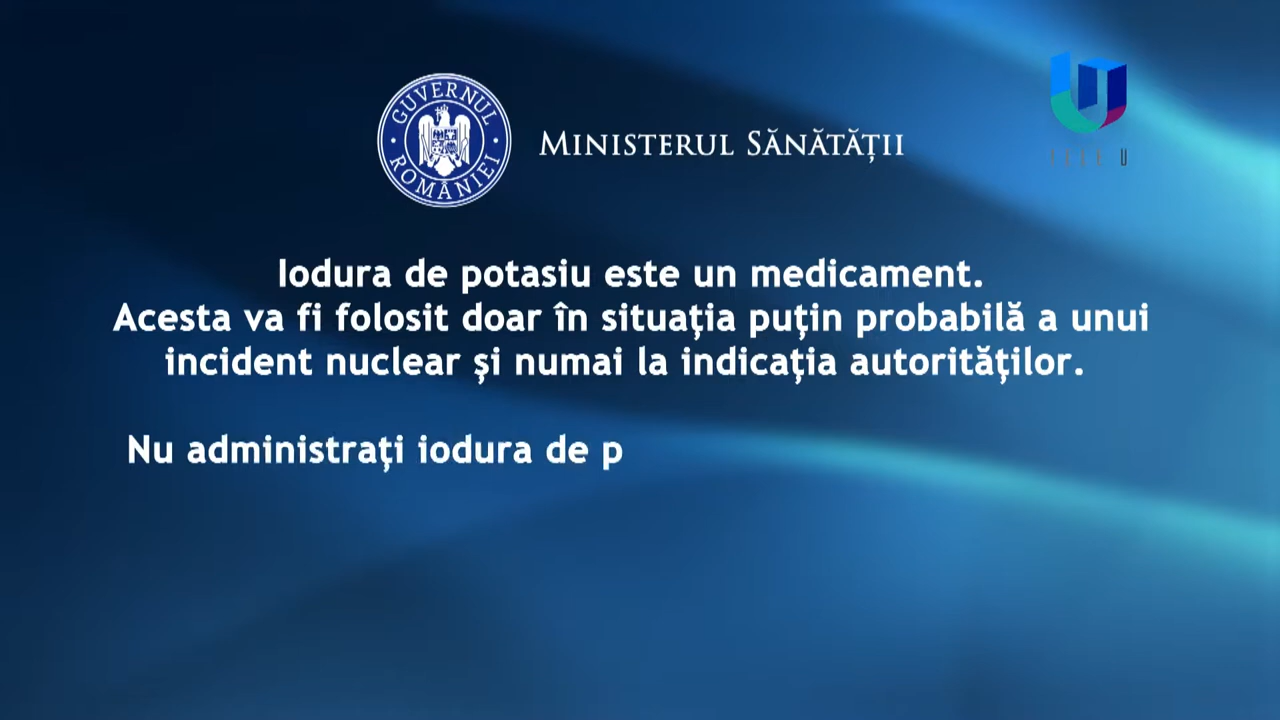 GUVERNUL ROMÂNIEI
MINISTERUL SĂNĂTĂȚII
U
Iodura de potasiu este un medicament.
Acesta va fi folosit doar în situația puțin probabilă a unui
incident nuclear și numai la indicația autorităților.
Nu administrați iodura de p